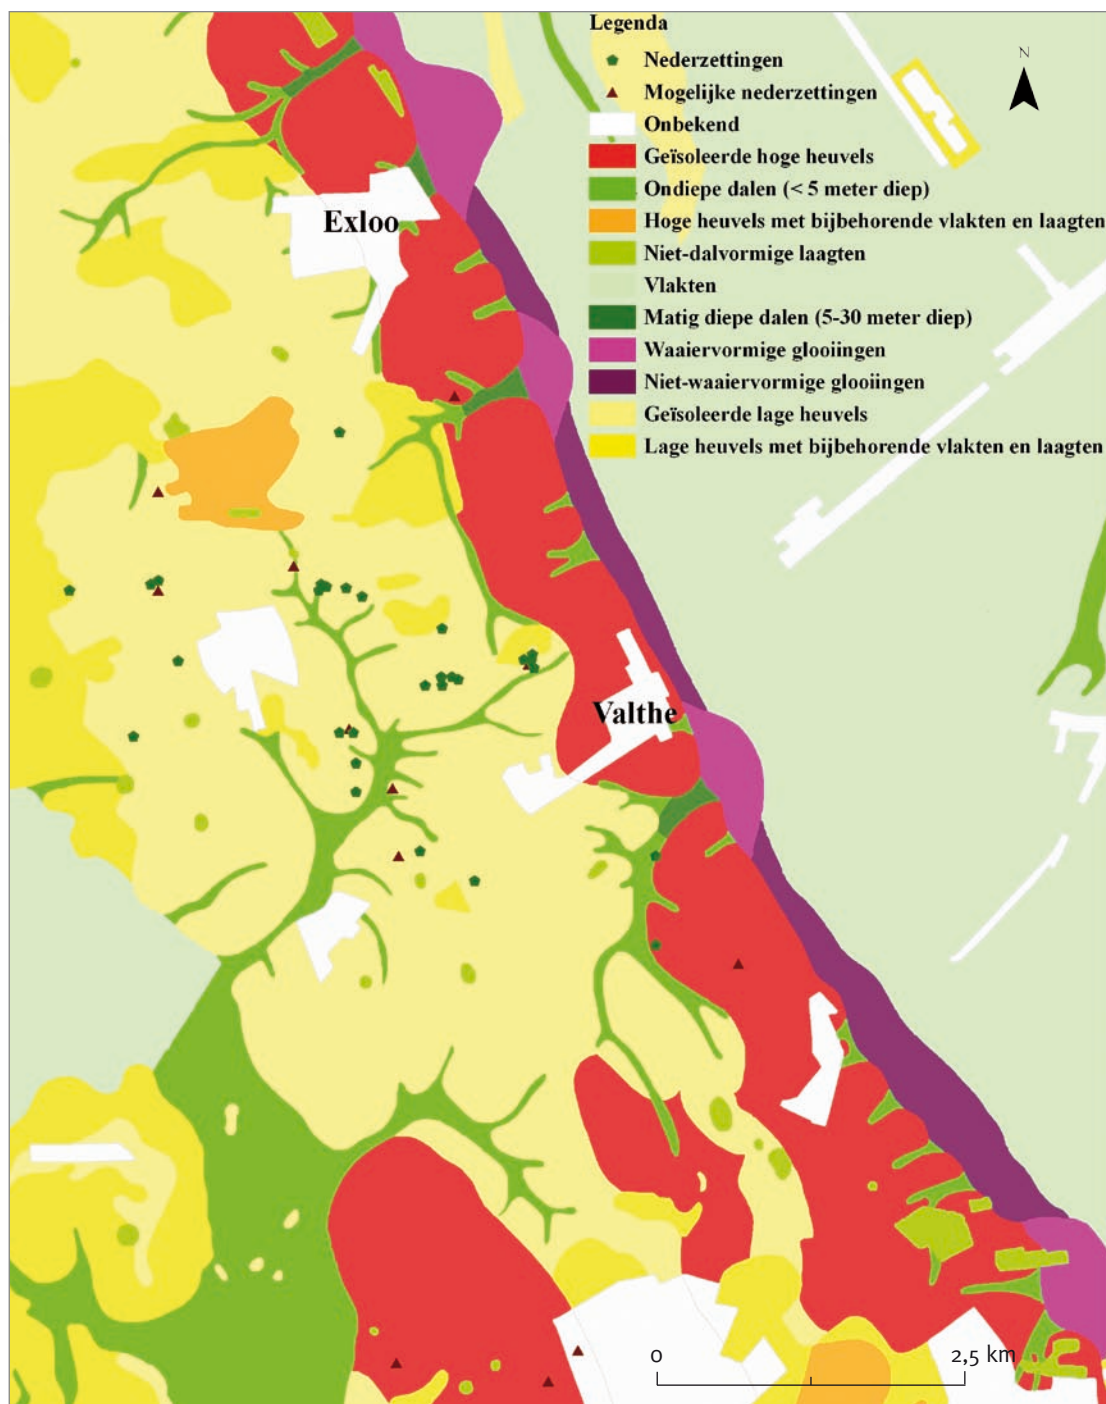 Legenda
Nederzettingen
Mogelijke nederzettingen
Onbekend
Geïsoleerde hoge heuvels
Ondiepe dalen (< 5 meter diep)
Hoge heuvels met bijbehorende vlakten en laagten
Niet-dalvormige laagten
Vlakten
Matig diepe dalen (5-30 meter diep)
Waaiervormige glooiingen
Niet-waaiervormige glooiingen
Geïsoleerde lage heuvels
Lage heuvels met bijbehorende vlakten en laagten
N
Exloo
Valthe
0 2,5 km